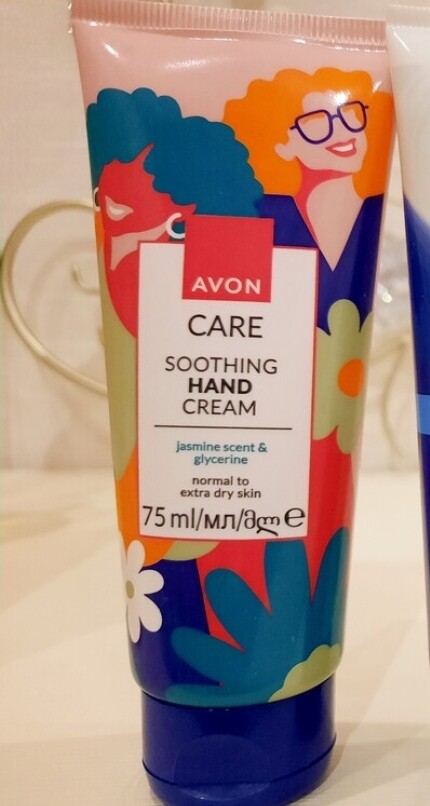 AVON
CARE
SOOTHING
HAND
CREAM
jasmine scent &
glycerine
normal to
extra dry skin
75 ml/мл/მლ ℮